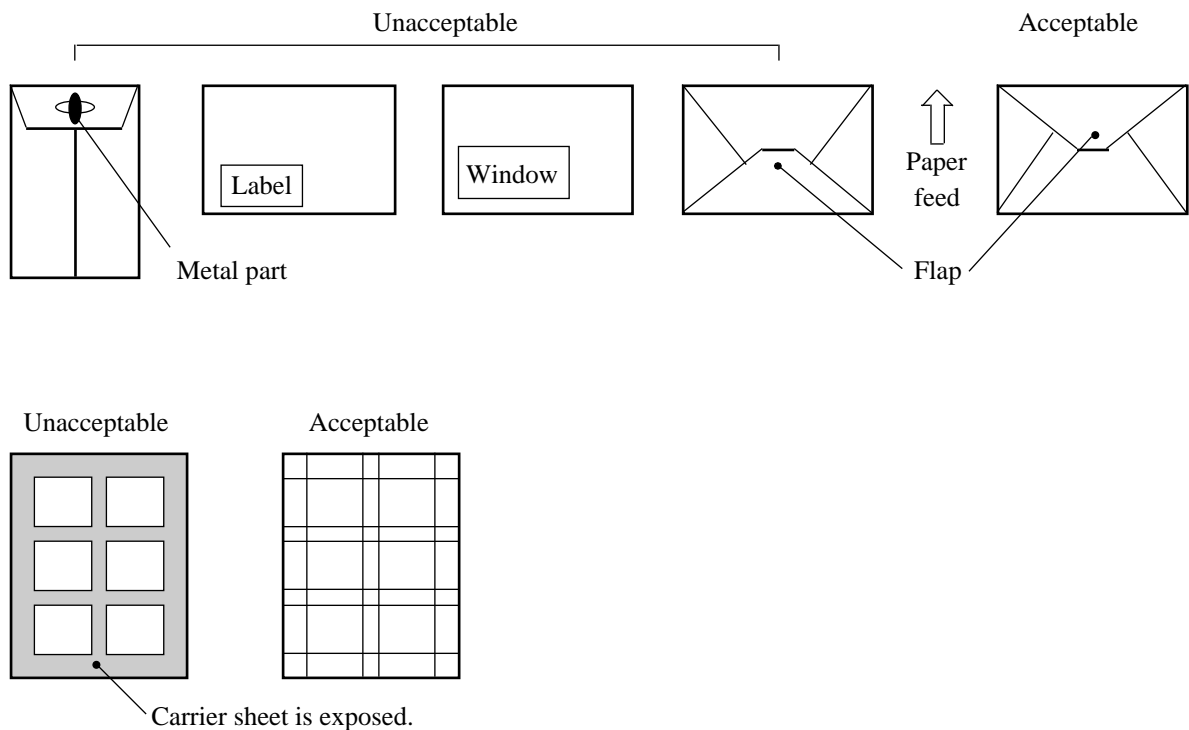 Unacceptable
Acceptable
Label
Window
Paper
feed
Metal part
Flap
Unacceptable
Acceptable
Carrier sheet is exposed.